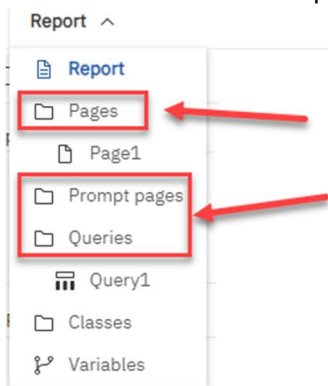 Report
Report
Pages
Page1
Prompt pages
Queries
Query1
Classes
Variables